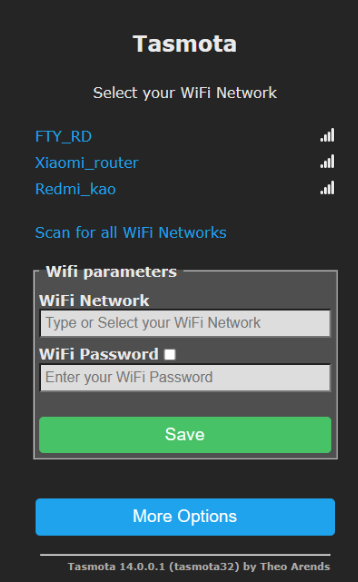 Tasmota
Select your WiFi Network
FTY_RD
Xiaomi_router
Redmi_kao
Scan for all WiFi Networks
Wifi parameters
WiFi Network
Type or Select your WiFi Network
WiFi Password
Enter your WiFi Password
Save
More Options
Tasmota 14.0.0.1 (tasmota32) by Theo Arends